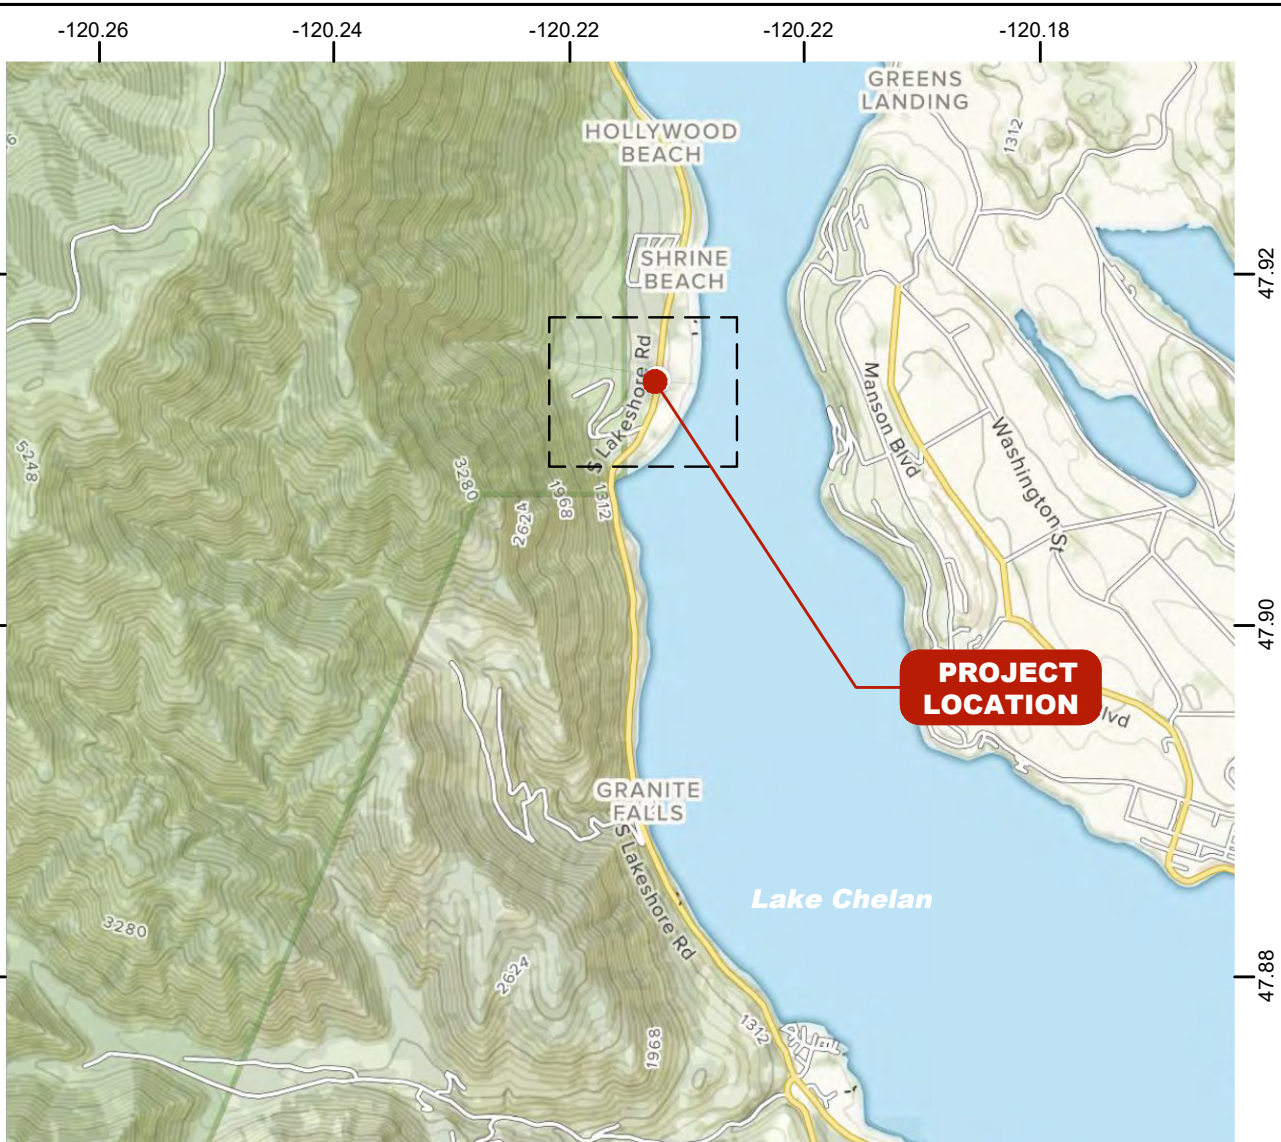 -120.26
-120.24
-120.22
-120.22
-120.18
GREENS
LANDING
1312
HOLLYWOOD
BEACH
6
SHRINE
BEACH
47.92
S Lakeshore Rd
Manson Blvd
Washington St
5248
3280
2624
1968
1312
47.90
PROJECT
LOCATION
lvd
GRANITE
FALLS
S Lakeshore Rd
Lake Chelan
3280
2624
47.88
1312
1968